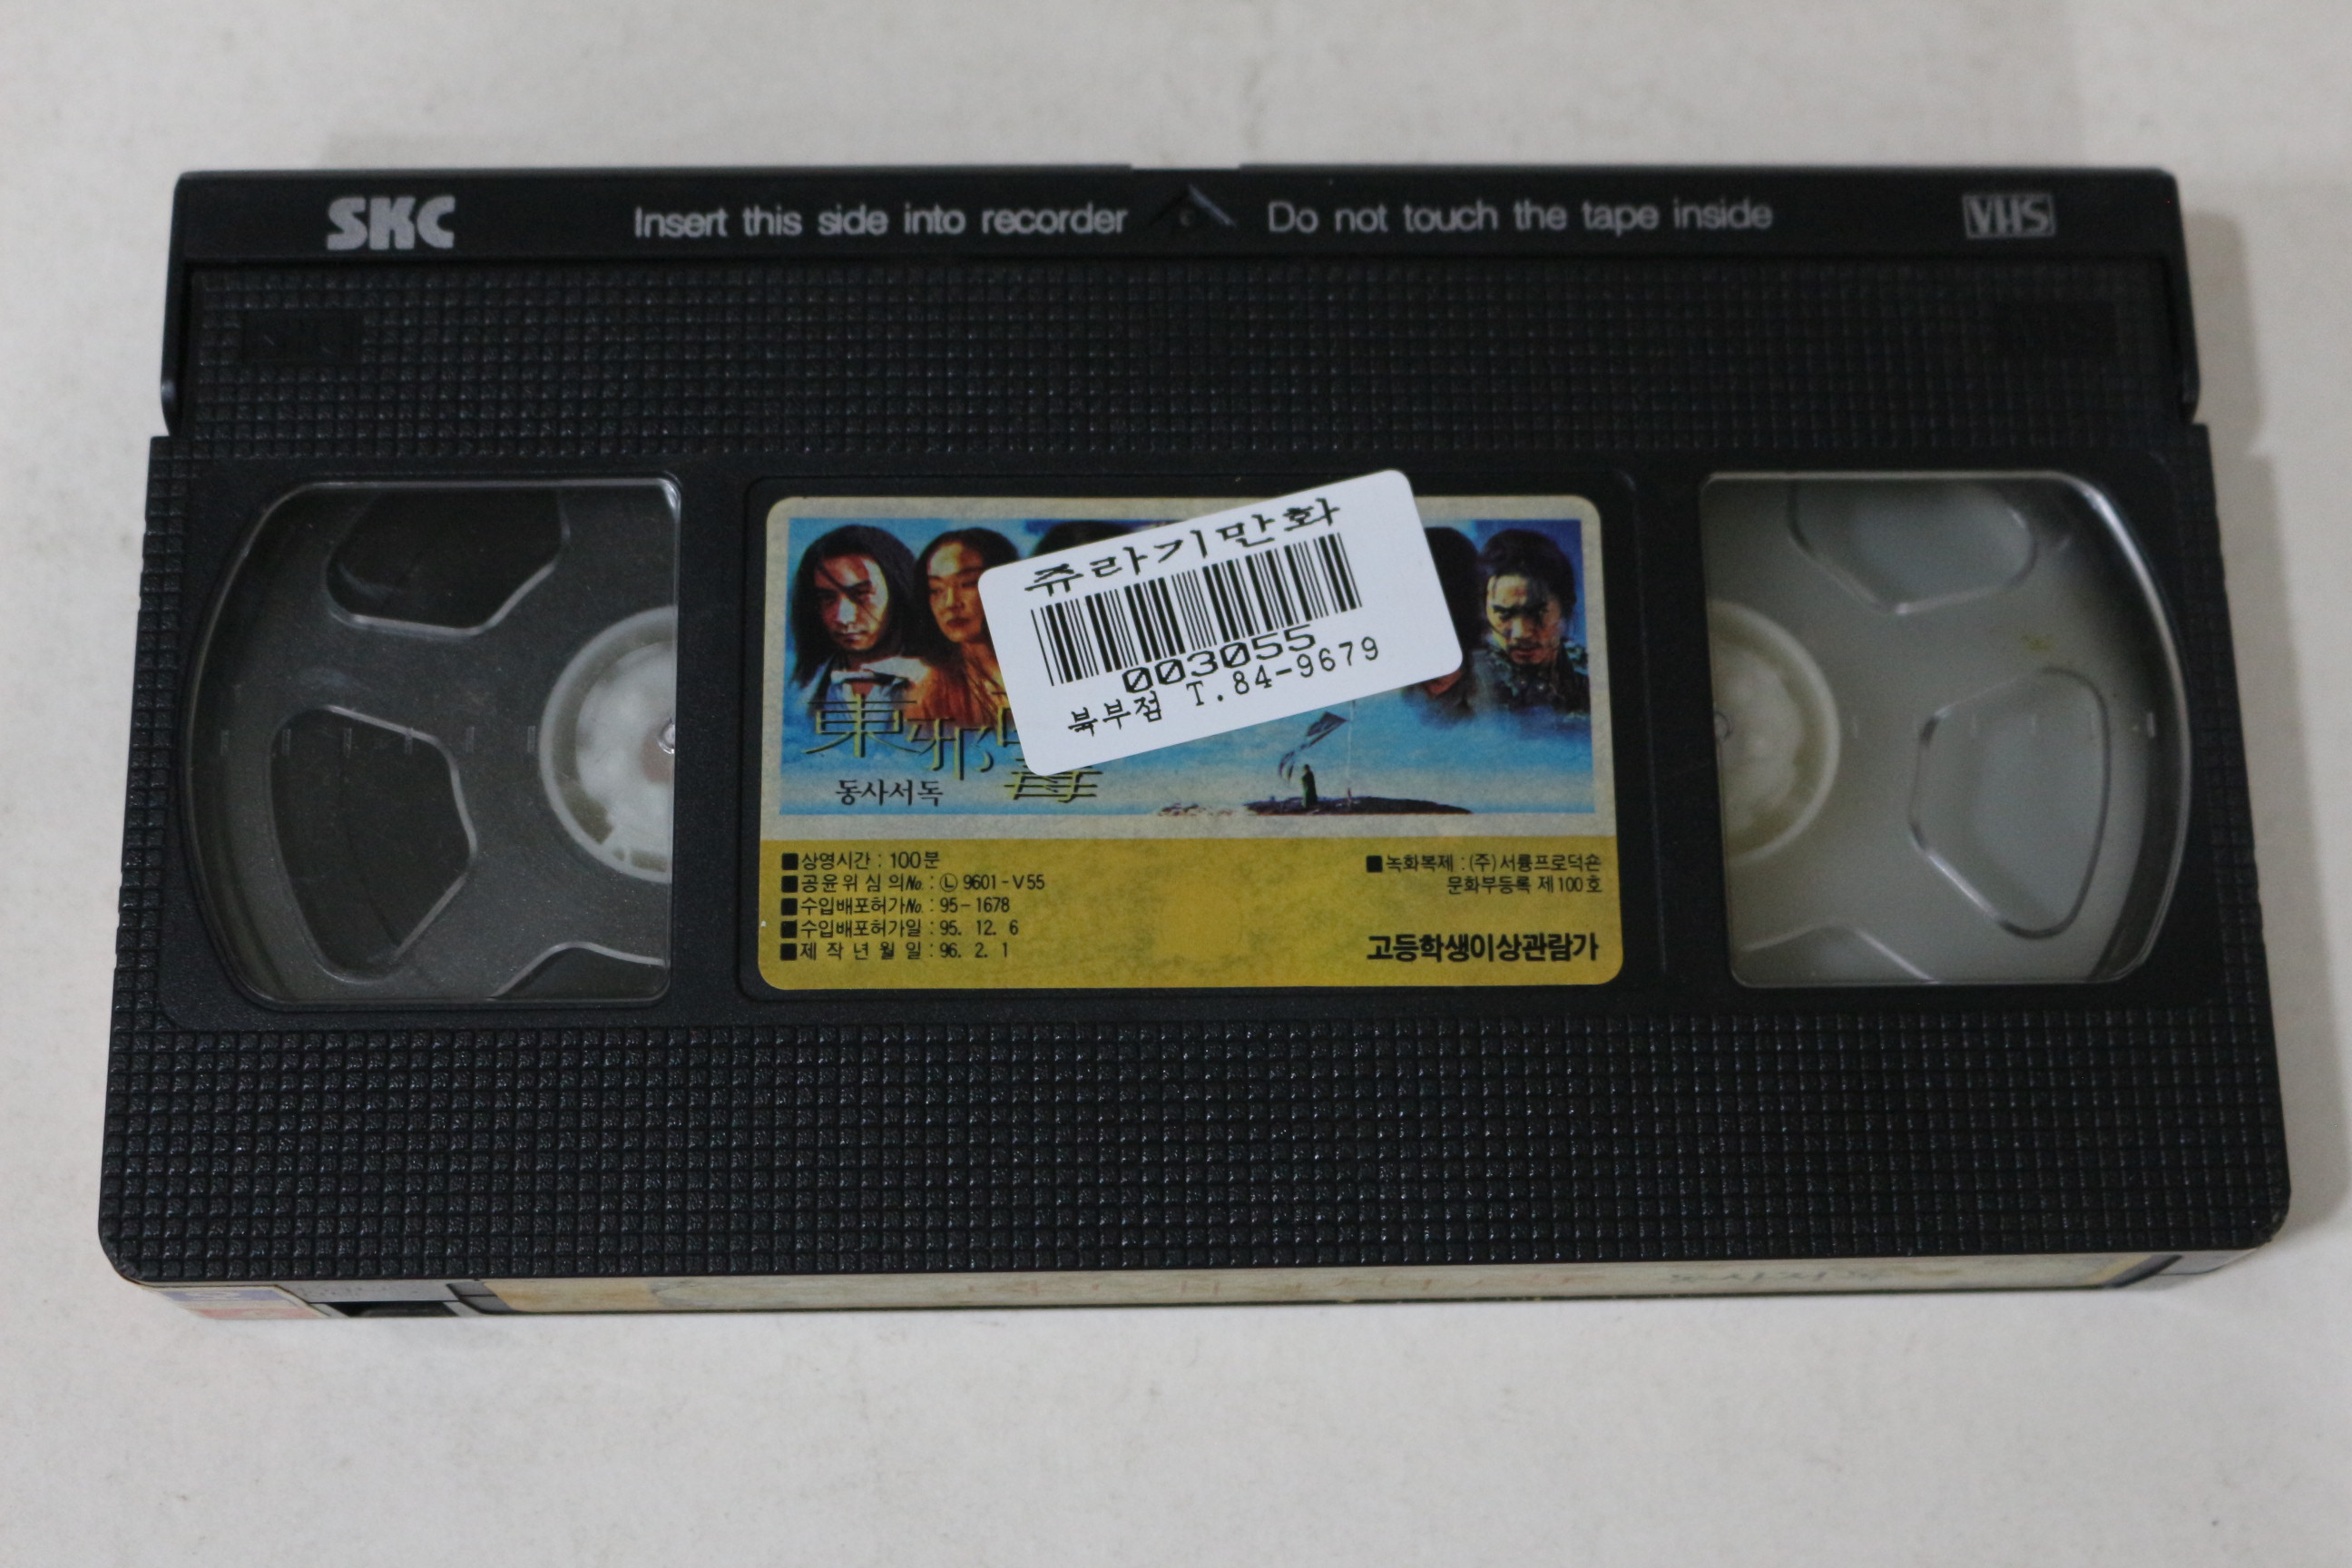 SKC
Insert this side into recorder
Do not touch the tape inside
VHS
쥬라기만화
003055
북부점 T.84-9679
東邪 毒
동사서독
■상영시간 : 100분
■공윤위심의No. : Ⓛ 9601-V55
■수입배포허가No. : 95-1678
■수입배포허가일 : 95. 12. 6
■제작년월일 : 96. 2. 1
■녹화복제 : (주)서륭프로덕숀
문화부등록 제100호
고등학생이상관람가